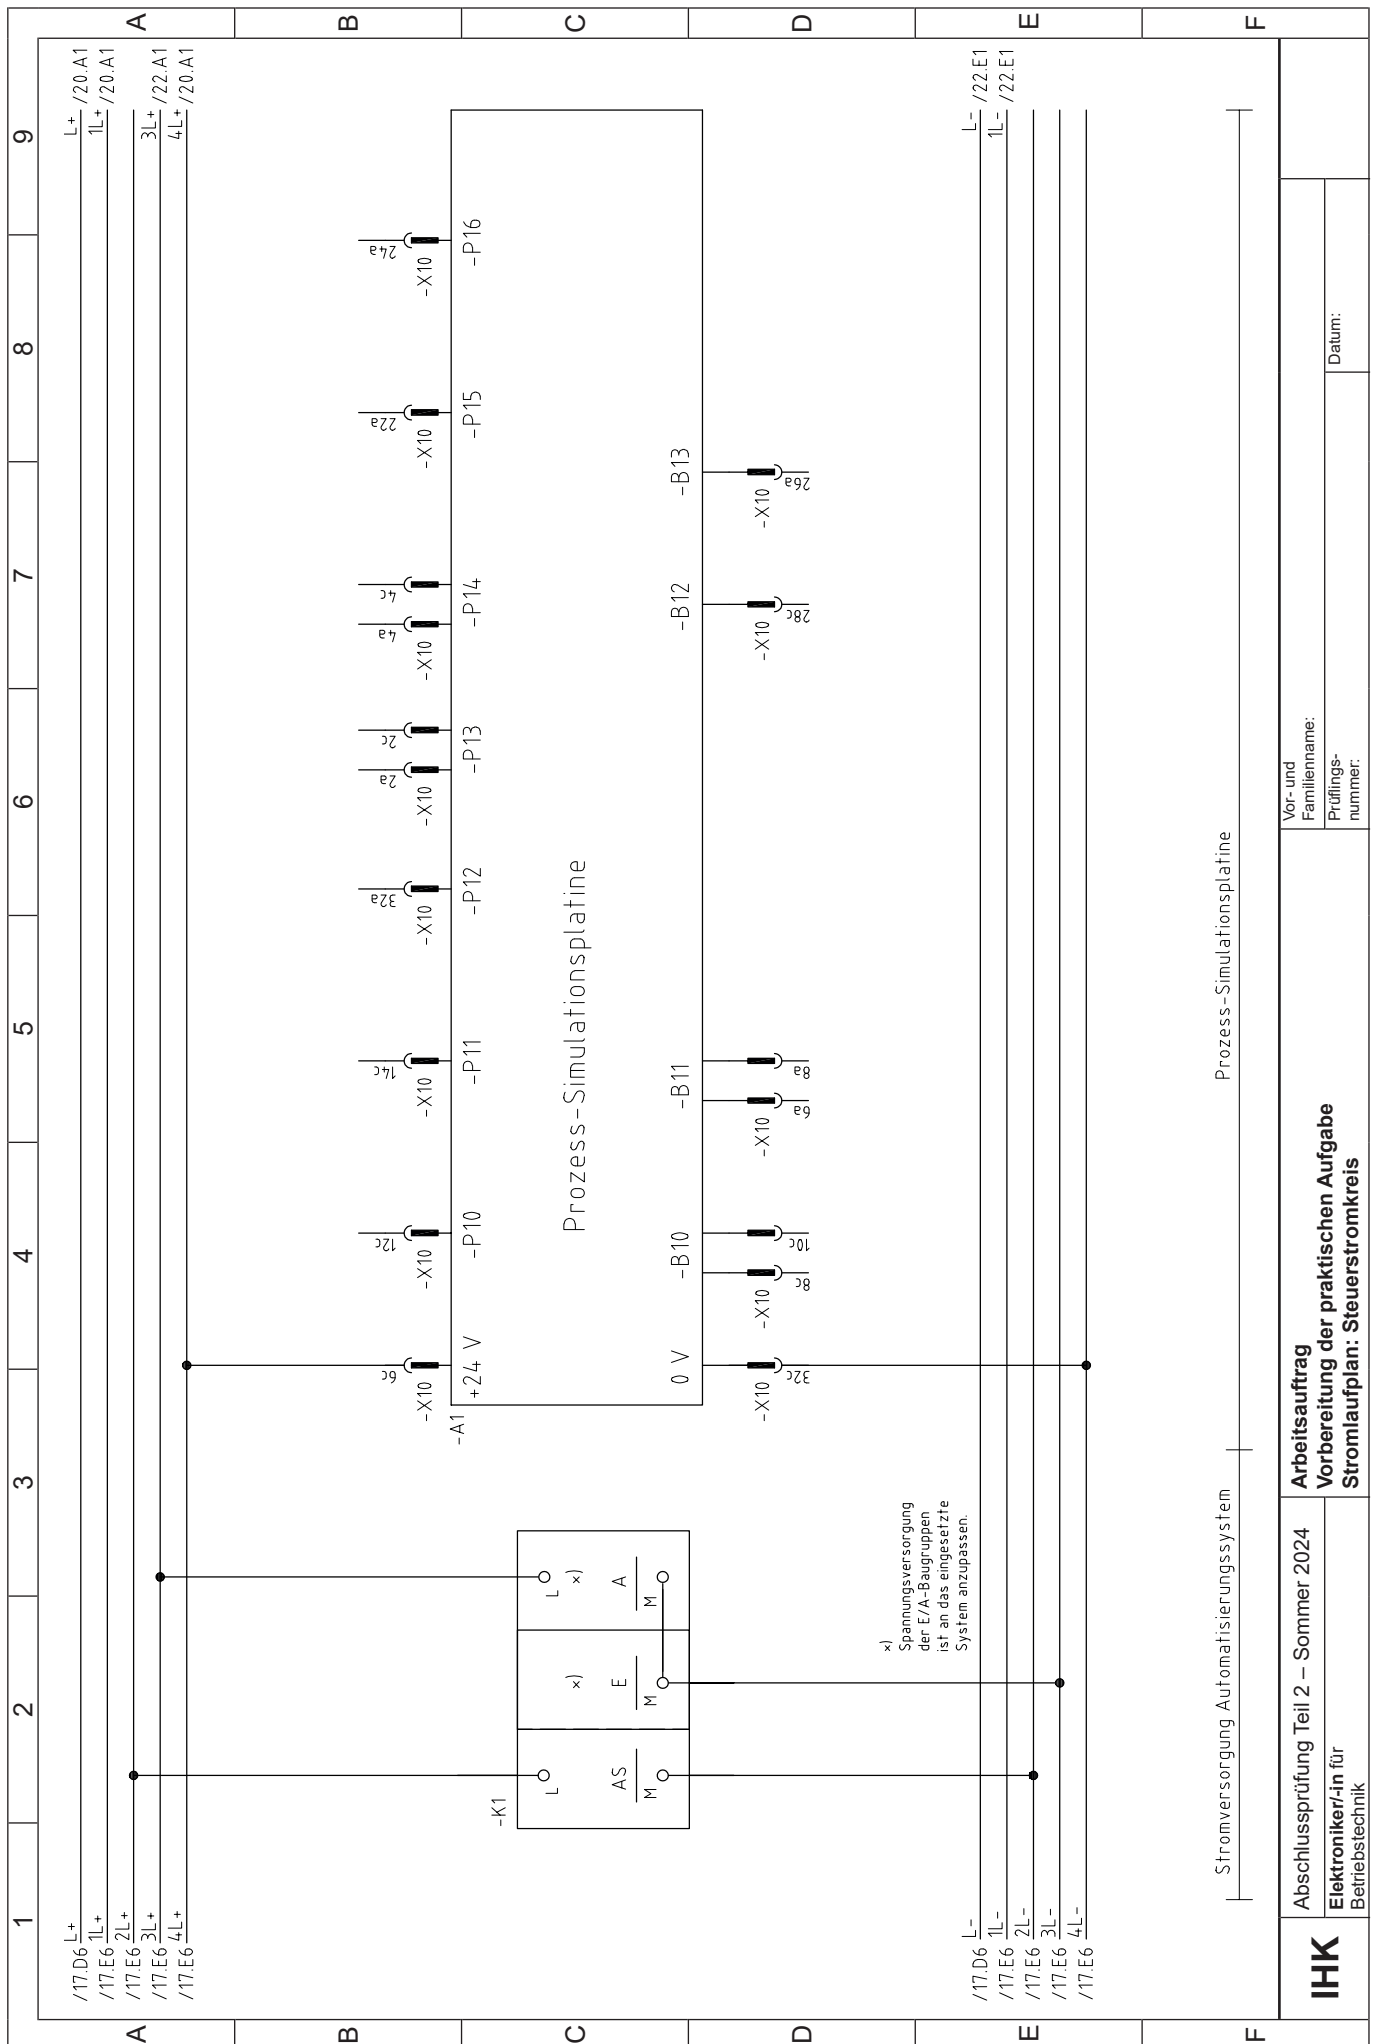 1 2 3 4 5 6 7 8 9
A A
B B
C C
D D
E E
F F
/17.D6 L+
/17.E6 1L+
/17.E6 2L+
/17.E6 3L+
/17.E6 4L+
L+ /20.A1
1L+ /20.A1
3L+ /22.A1
4L+ /20.A1
6c
-X10
12c
-X10
14c
-X10
32a
-X10
2a 2c
-X10
4a 4c
-X10
22a
-X10
24a
-X10
-A1
+24 V
-P10
-P11
-P12
-P13
-P14
-P15
-P16
Prozess-Simulationsplatine
0 V
-B10
-B11
-B12
-B13
-X10
32c
-X10
8c 10c
-X10
6a 8a
-X10
28c
-X10
26a
-K1
L
AS
M
x)
E
M
L
x)
A
M
x)
Spannungsversorgung
der E/A-Baugruppen
ist an das eingesetzte
System anzupassen.
/17.D6 L-
/17.E6 1L-
/17.E6 2L-
/17.E6 3L-
/17.E6 4L-
L- /22.E1
1L- /22.E1
Stromversorgung Automatisierungssystem
Prozess-Simulationsplatine
IHK
Abschlussprüfung Teil 2 – Sommer 2024
Elektroniker/-in für
Betriebstechnik
Arbeitsauftrag
Vorbereitung der praktischen Aufgabe
Stromlaufplan: Steuerstromkreis
Vor- und
Familienname:
Prüflings-
nummer:
Datum: